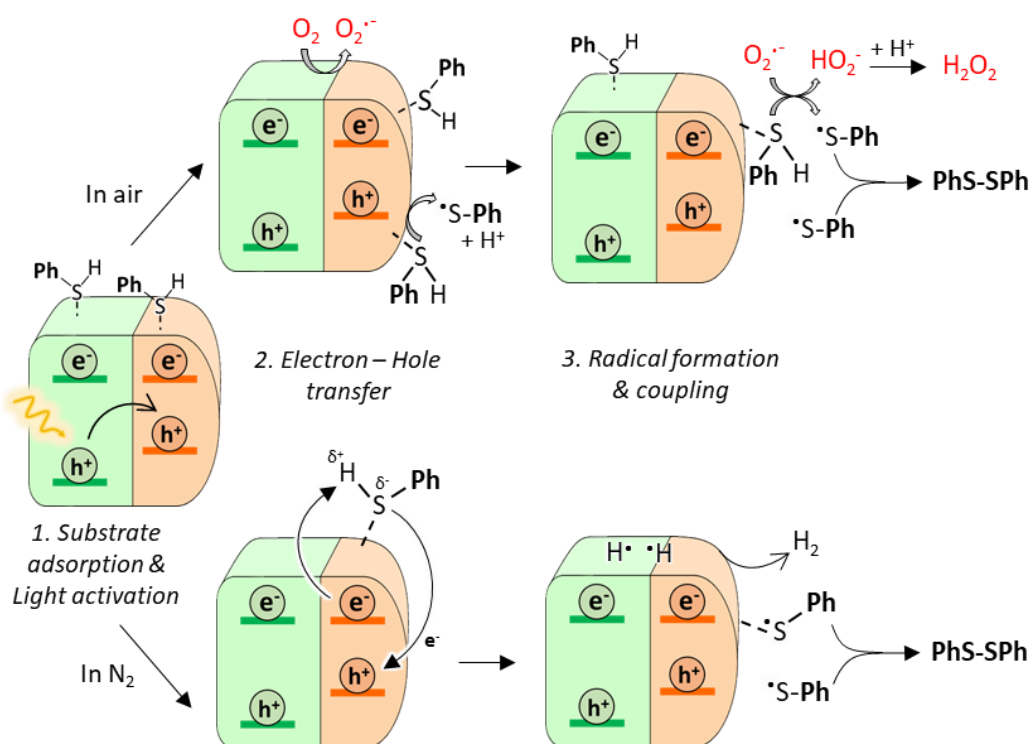 O₂ O₂•-
Ph
S
H
e- e-
h+
h+
•S-Ph
+ H+
S
Ph H
In air
Ph H
S
e- e-
h+
h+
O₂•- HO₂- + H+ H₂O₂
S
Ph H
•S-Ph
•S-Ph
PhS-SPh
Ph H
S
Ph H
S
e- e-
h+
h+
1. Substrate
adsorption &
Light activation
2. Electron – Hole
transfer
3. Radical formation
& coupling
In N₂
δ+
H
δ-
S
Ph
e- e-
h+
h+
e-
H• •H
H₂
e- e-
h+
h+
•S
Ph
•S-Ph
PhS-SPh